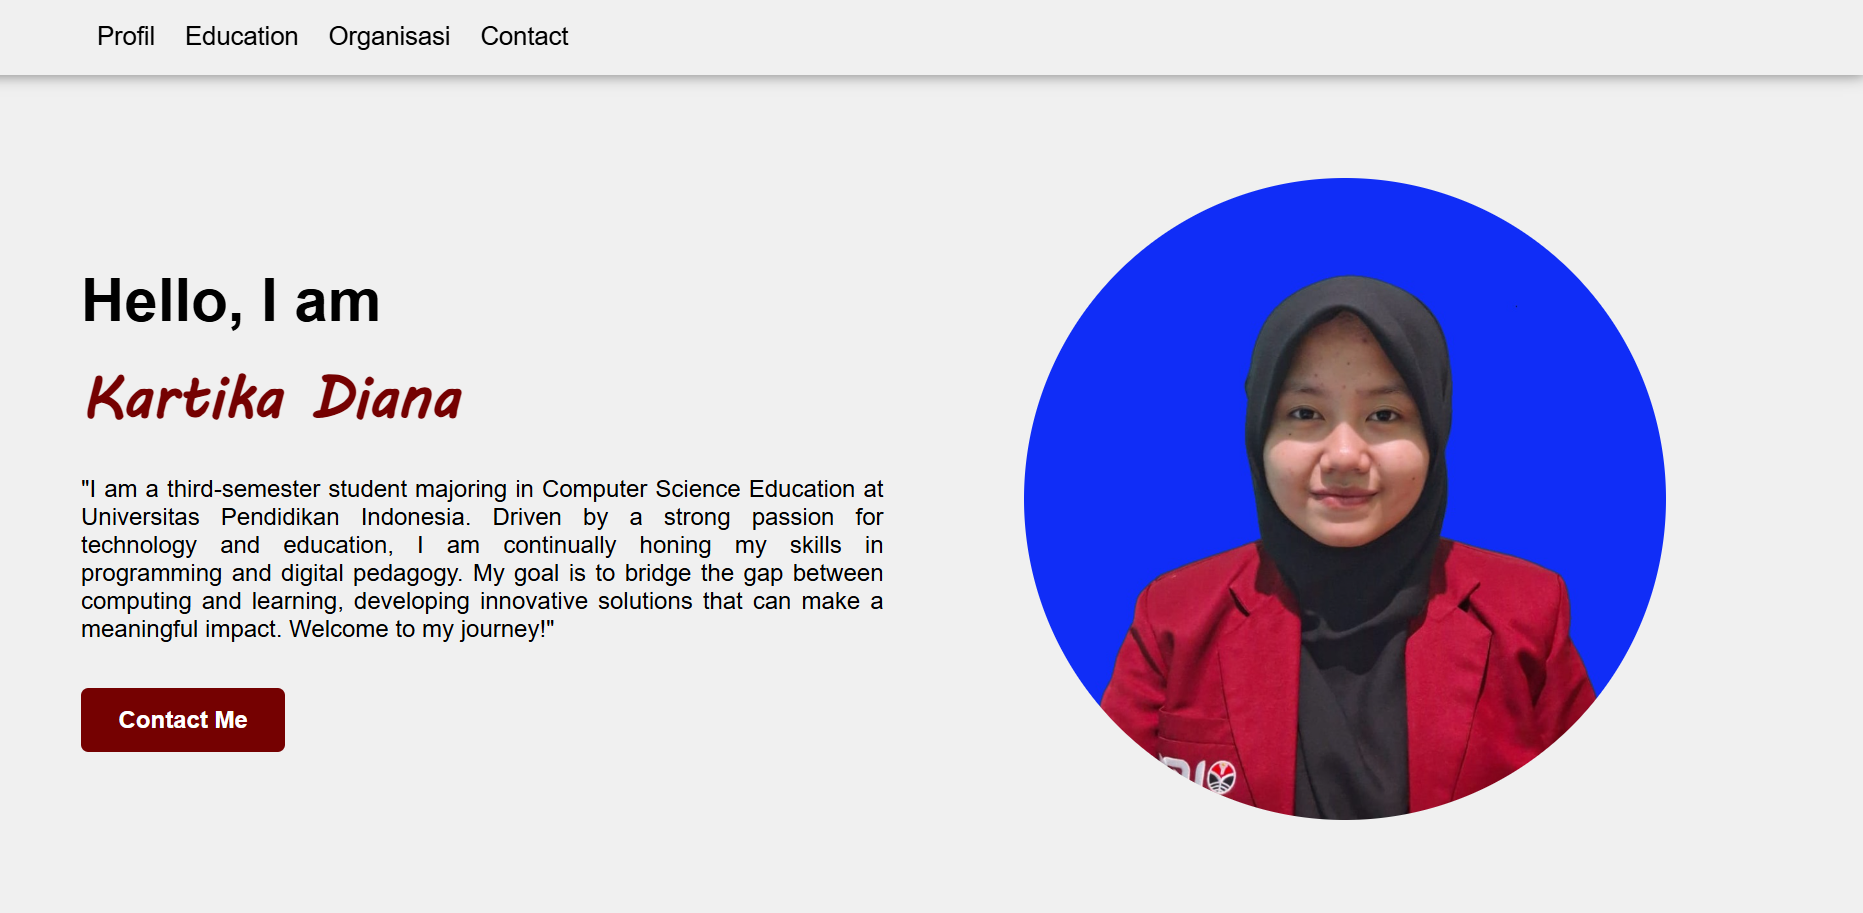 Profil Education Organisasi Contact
Hello, I am
Kartika Diana
"I am a third-semester student majoring in Computer Science Education at
Universitas Pendidikan Indonesia. Driven by a strong passion for
technology and education, I am continually honing my skills in
programming and digital pedagogy. My goal is to bridge the gap between
computing and learning, developing innovative solutions that can make a
meaningful impact. Welcome to my journey!"
Contact Me